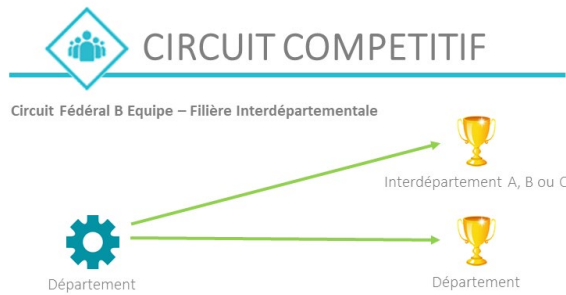 CIRCUIT COMPETITIF
Circuit Fédéral B Equipe – Filière Interdépartementale
Interdépartement A, B ou C
Département
Département